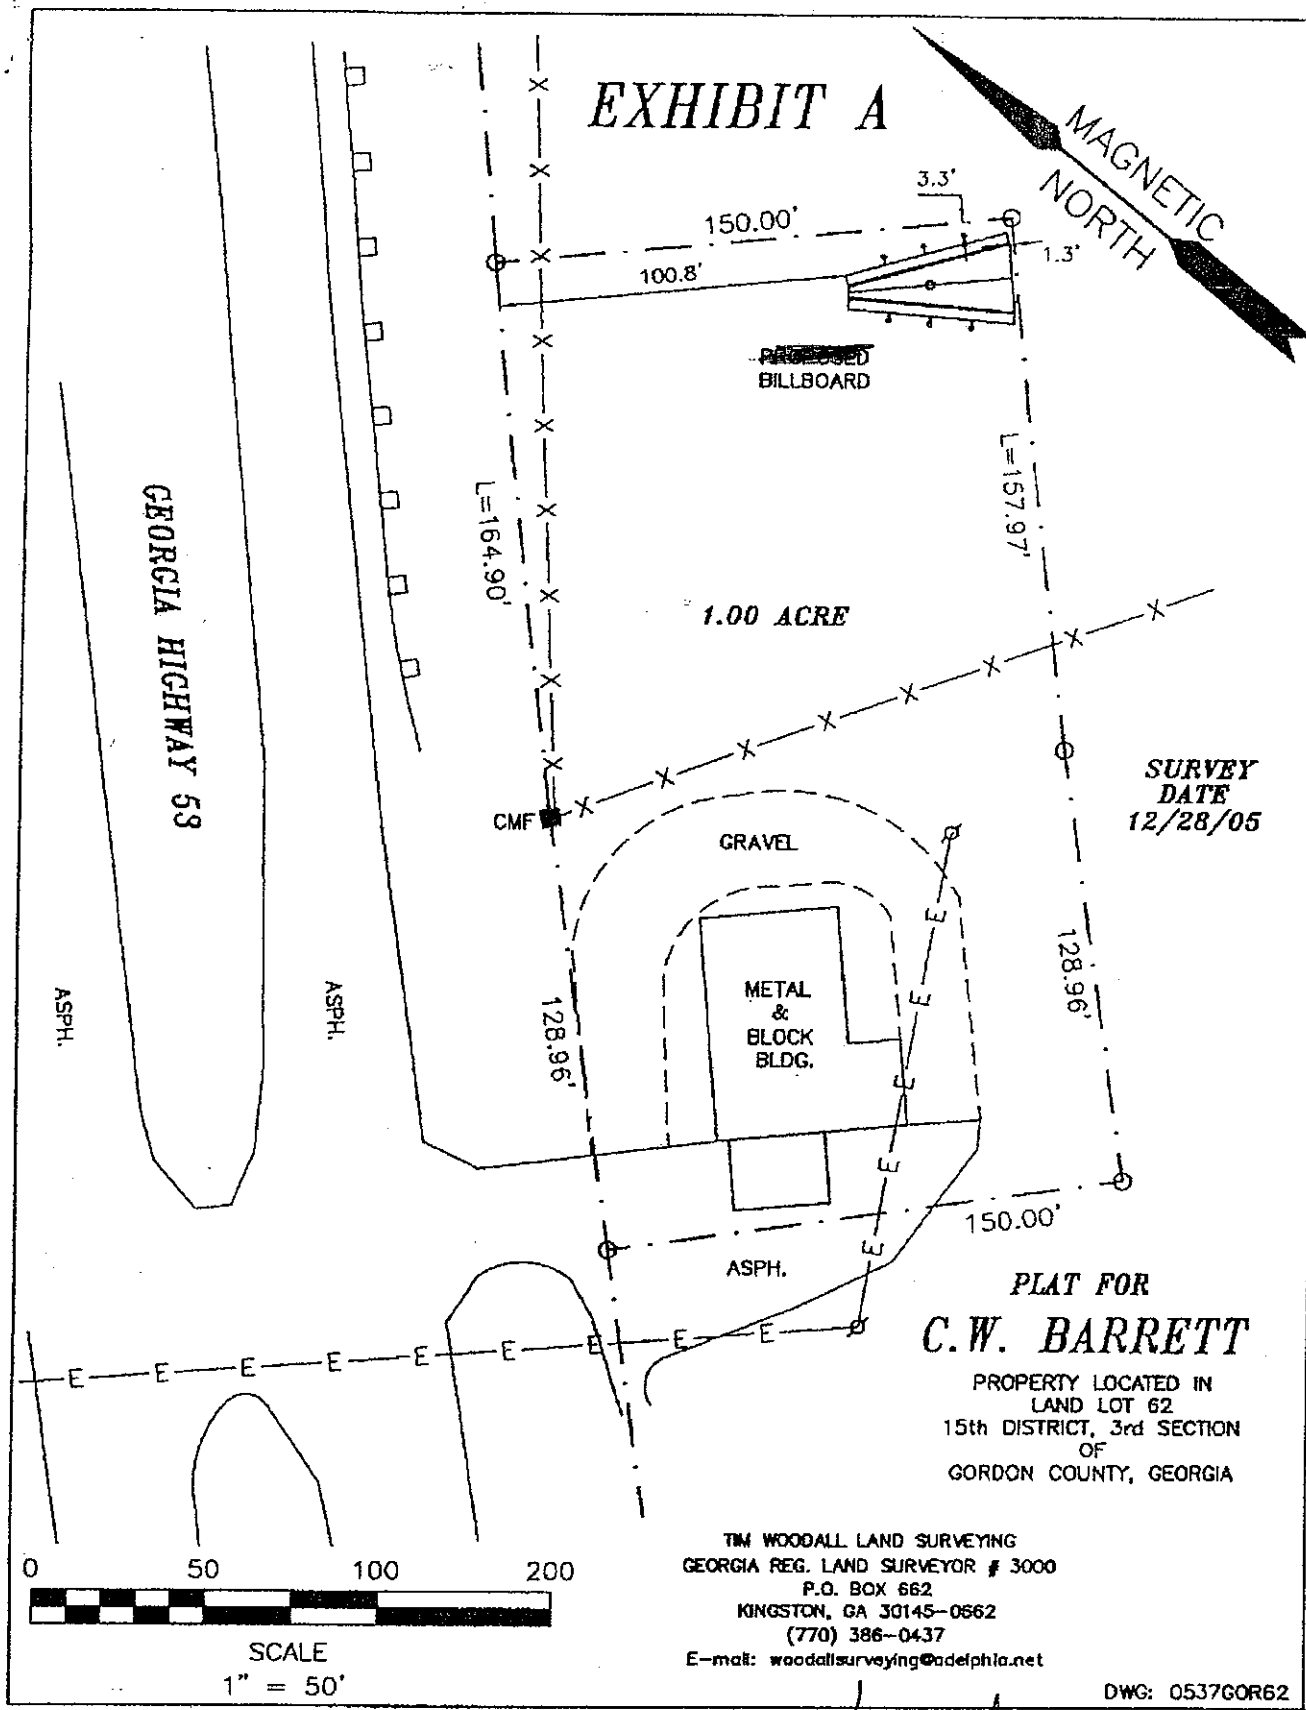 EXHIBIT A
MAGNETIC
NORTH
3.3'
150.00'
1.3'
100.8'
PROPOSED
BILLBOARD
L=157.97'
L=164.90'
GEORGIA HIGHWAY 53
1.00 ACRE
SURVEY
DATE
12/28/05
CMF
GRAVEL
128.96'
METAL
&
BLOCK
BLDG.
ASPH.
ASPH.
128.96'
150.00'
ASPH.
E E E E E E E E E
E E E E E
PLAT FOR
C.W. BARRETT
PROPERTY LOCATED IN
LAND LOT 62
15th DISTRICT, 3rd SECTION
OF
GORDON COUNTY, GEORGIA
TIM WOODALL LAND SURVEYING
GEORGIA REG. LAND SURVEYOR # 3000
P.O. BOX 662
KINGSTON, GA 30145-0662
(770) 386-0437
E-mail: woodallsurveying@adelphia.net
0 50 100 200
SCALE
1" = 50'
DWG: 0537GOR62